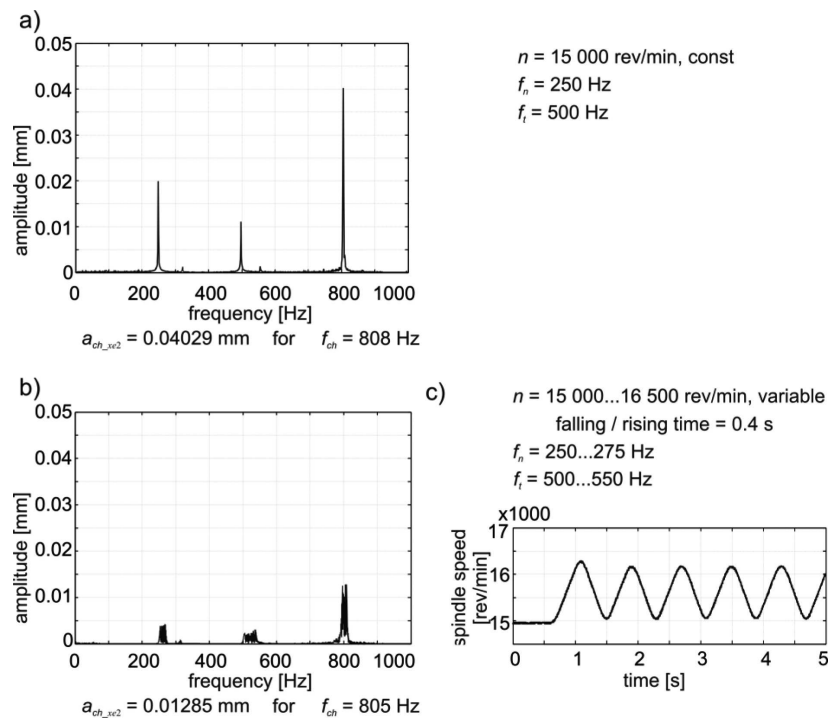 a)
0.05
0.04
0.03
0.02
0.01
0
amplitude [mm]
0 200 400 600 800 1000
frequency [Hz]
a_ch_xe2 = 0.04029 mm for f_ch = 808 Hz
n = 15 000 rev/min, const
f_n = 250 Hz
f_t = 500 Hz
b)
0.05
0.04
0.03
0.02
0.01
0
amplitude [mm]
0 200 400 600 800 1000
frequency [Hz]
a_ch_xe2 = 0.01285 mm for f_ch = 805 Hz
c)
n = 15 000...16 500 rev/min, variable
falling / rising time = 0.4 s
f_n = 250...275 Hz
f_t = 500...550 Hz
x1000
17
16
15
spindle speed
[rev/min]
0 1 2 3 4 5
time [s]